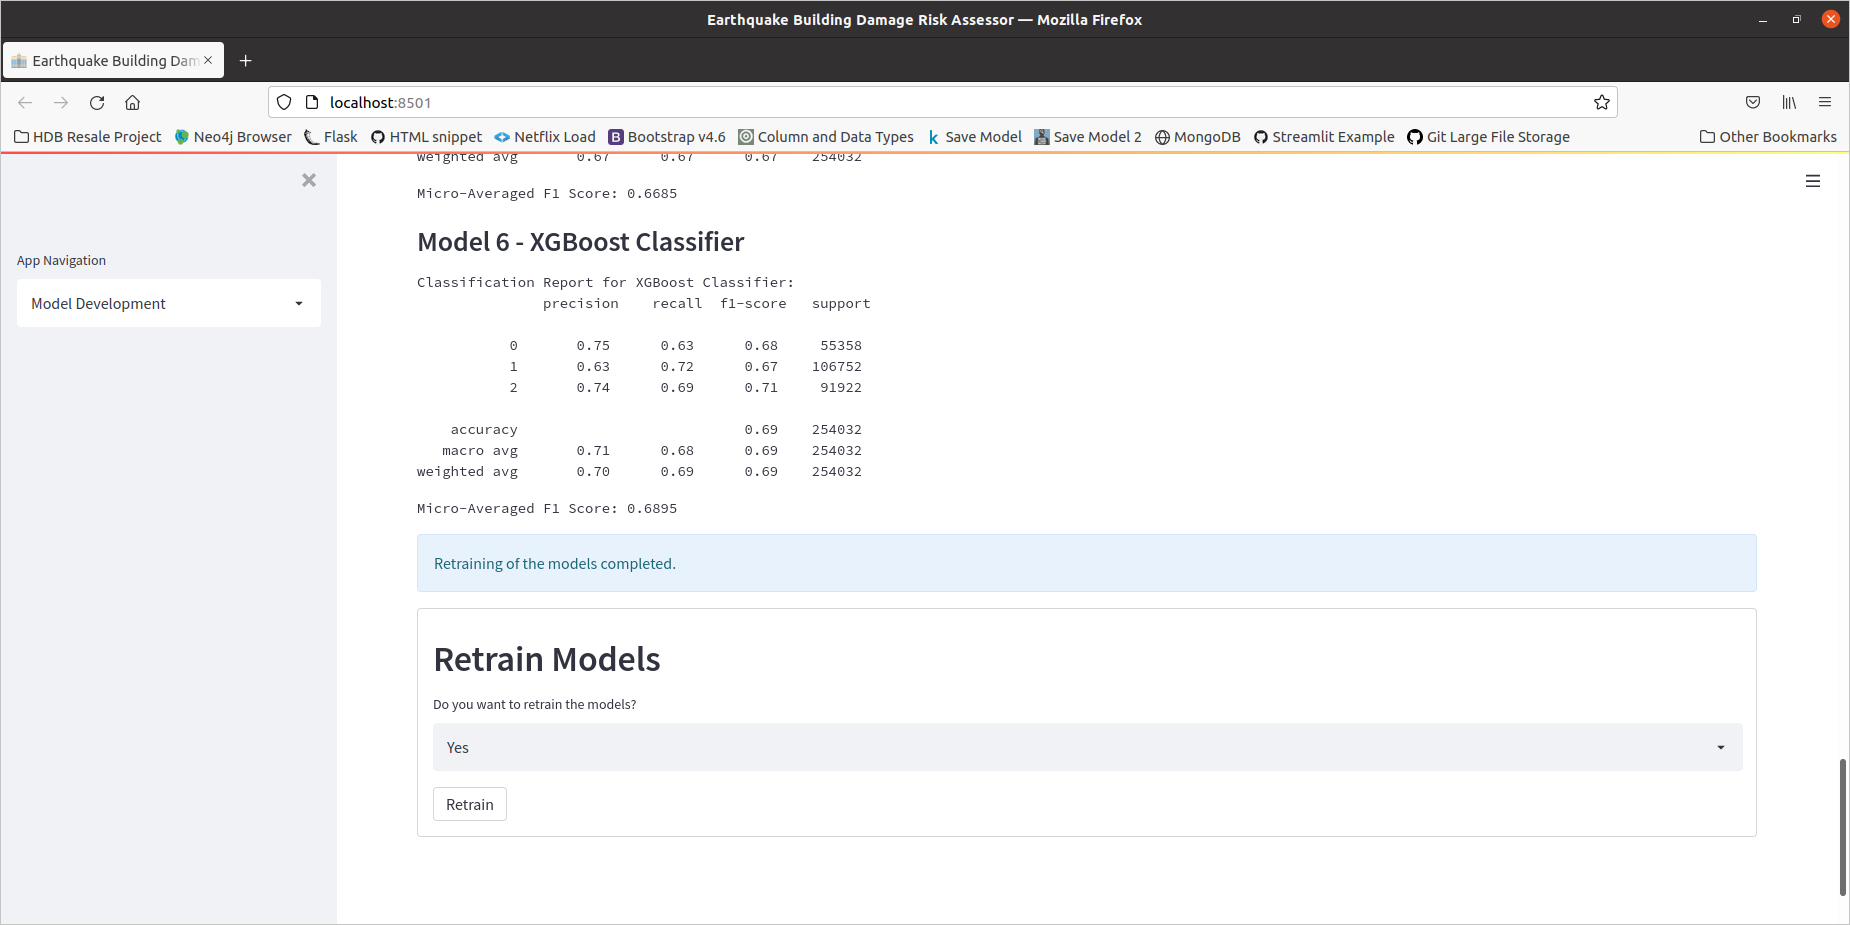 Earthquake Building Damage Risk Assessor — Mozilla Firefox
Earthquake Building Dam
localhost:8501
HDB Resale Project Neo4j Browser Flask HTML snippet Netflix Load Bootstrap v4.6 Column and Data Types Save Model Save Model 2 MongoDB Streamlit Example Git Large File Storage Other Bookmarks
weighted avg 0.67 0.67 0.67 254032
Micro-Averaged F1 Score: 0.6685
App Navigation
Model Development
Model 6 - XGBoost Classifier
Classification Report for XGBoost Classifier:
precision recall f1-score support
0 0.75 0.63 0.68 55358
1 0.63 0.72 0.67 106752
2 0.74 0.69 0.71 91922
accuracy 0.69 254032
macro avg 0.71 0.68 0.69 254032
weighted avg 0.70 0.69 0.69 254032
Micro-Averaged F1 Score: 0.6895
Retraining of the models completed.
Retrain Models
Do you want to retrain the models?
Yes
Retrain